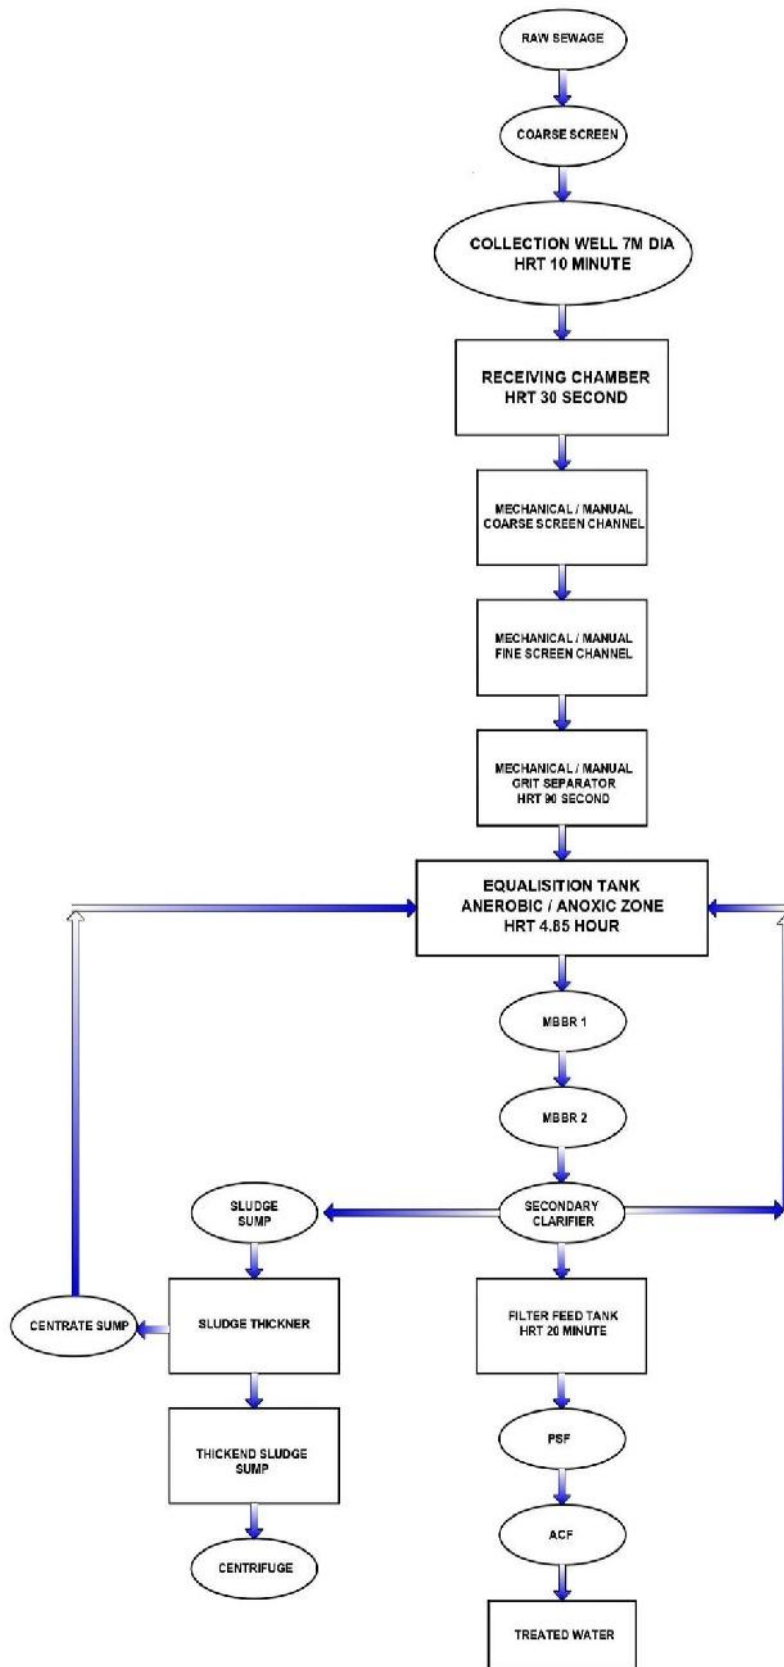 RAW SEWAGE
COARSE SCREEN
COLLECTION WELL 7M DIA
HRT 10 MINUTE
RECEIVING CHAMBER
HRT 30 SECOND
MECHANICAL / MANUAL
COARSE SCREEN CHANNEL
MECHANICAL / MANUAL
FINE SCREEN CHANNEL
MECHANICAL / MANUAL
GRIT SEPARATOR
HRT 90 SECOND
EQUALISITION TANK
ANEROBIC / ANOXIC ZONE
HRT 4.85 HOUR
MBBR 1
MBBR 2
SLUDGE
SUMP
SECONDARY
CLARIFIER
CENTRATE SUMP
SLUDGE THICKNER
FILTER FEED TANK
HRT 20 MINUTE
THICKEND SLUDGE
SUMP
PSF
CENTRIFUGE
ACF
TREATED WATER